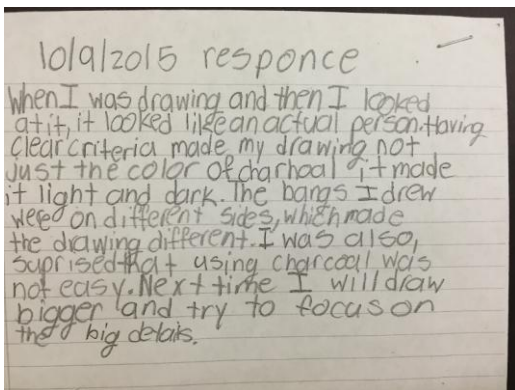 10/9/2015 responce
When I was drawing and then I looked
at it, it looked like an actual person. Having
clear criteria made my drawing not
just the color of charhoal it made
it light and dark. The bangs I drew
were on different sides, which made
the drawing different. I was also,
suprised that using charcoal was
not easy. Next time I will draw
bigger and try to focus on
the big detals.